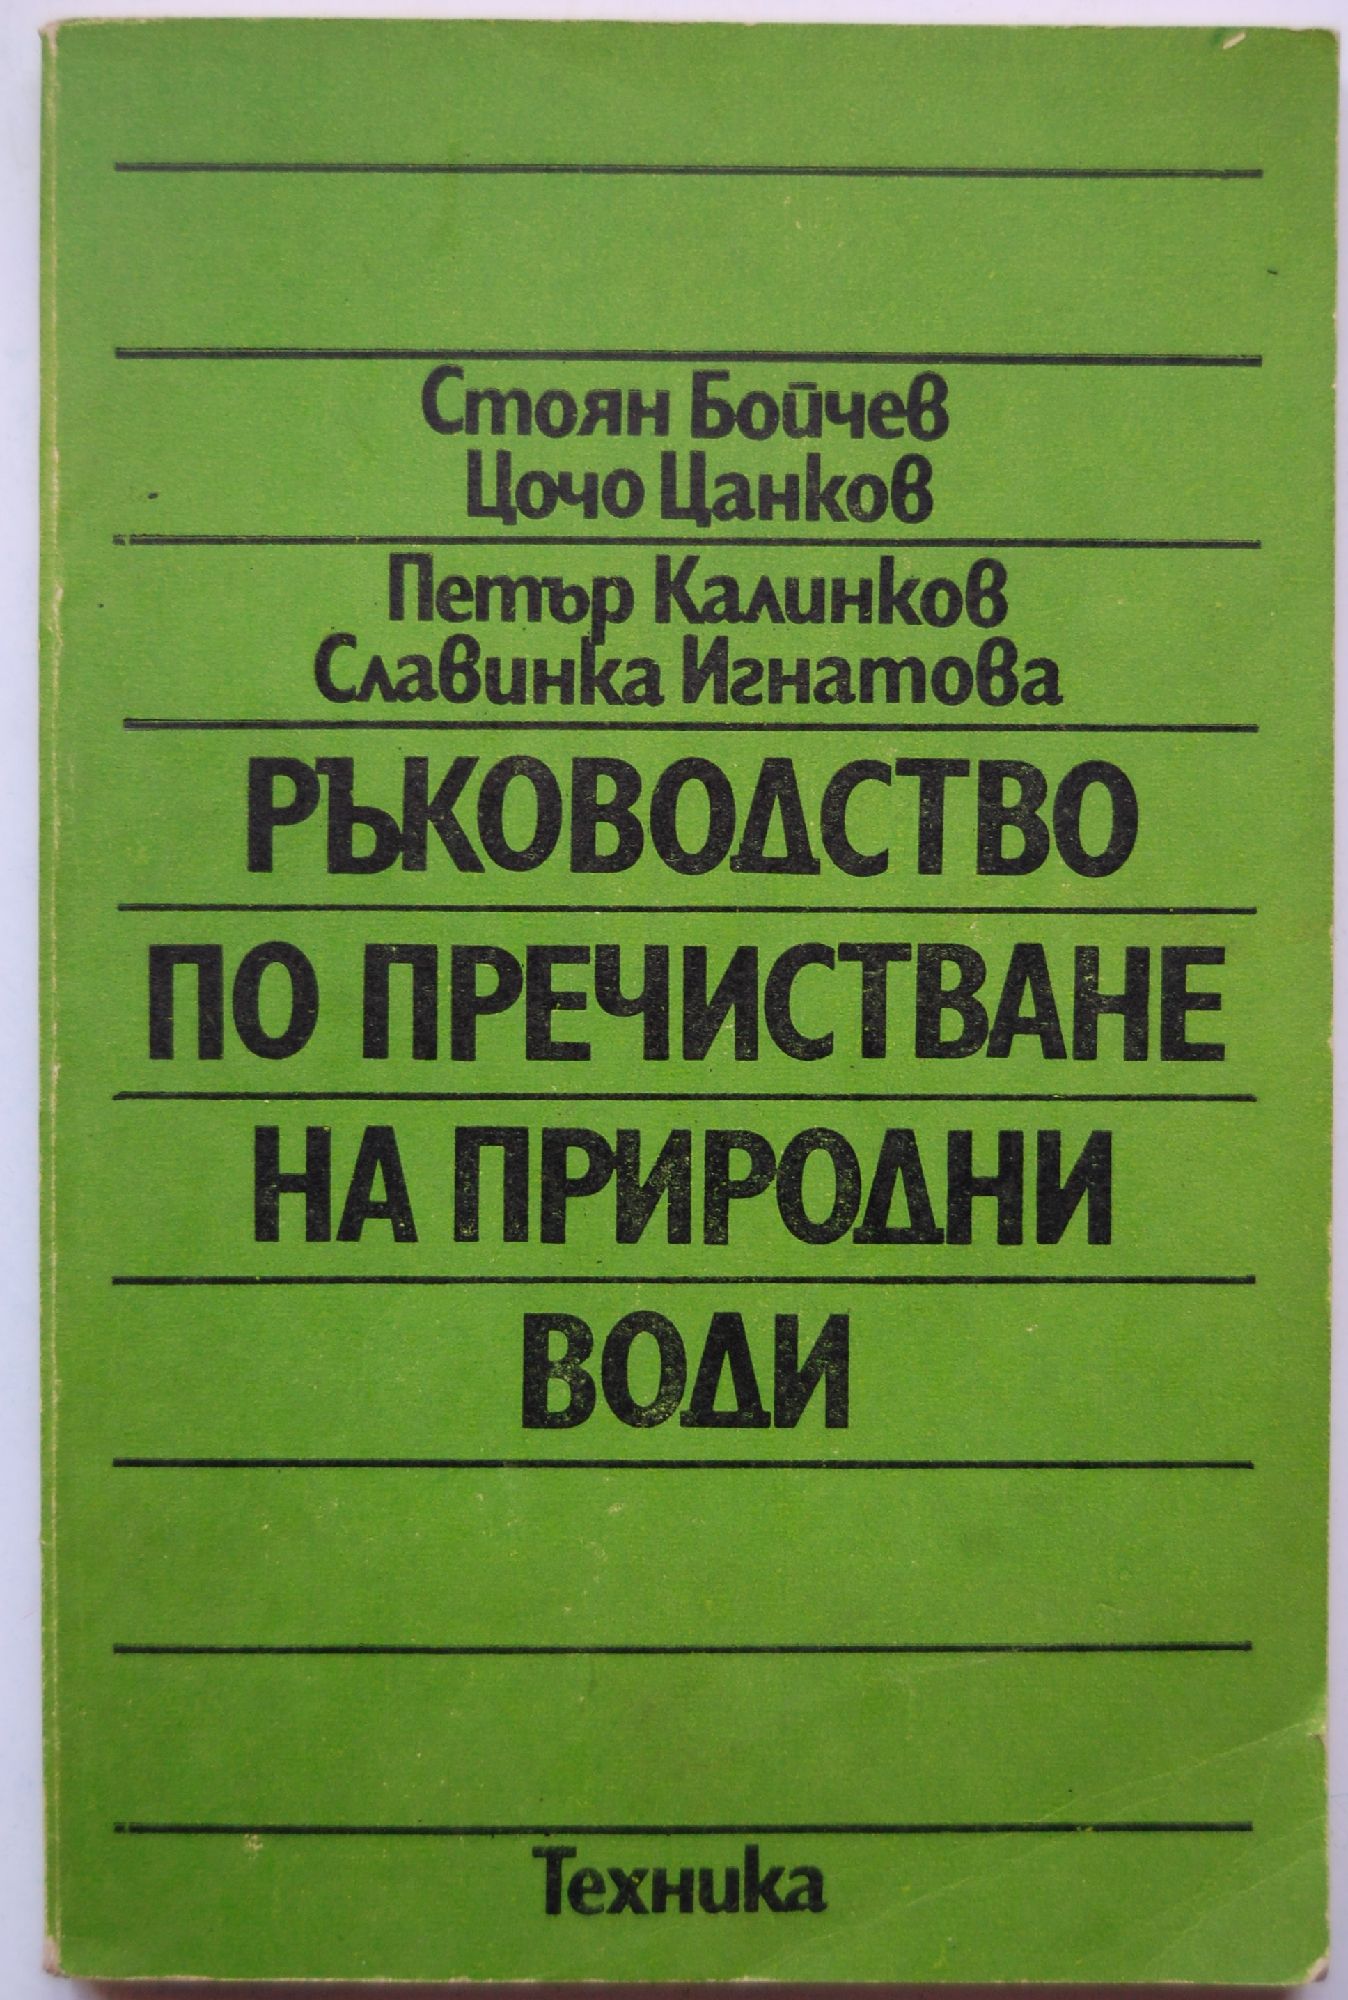 Стоян Бойчев
Цочо Цанков
Петър Калинков
Славинка Игнатова
РЪКОВОДСТВО
ПО ПРЕЧИСТВАНЕ
НА ПРИРОДНИ
ВОДИ
Техника